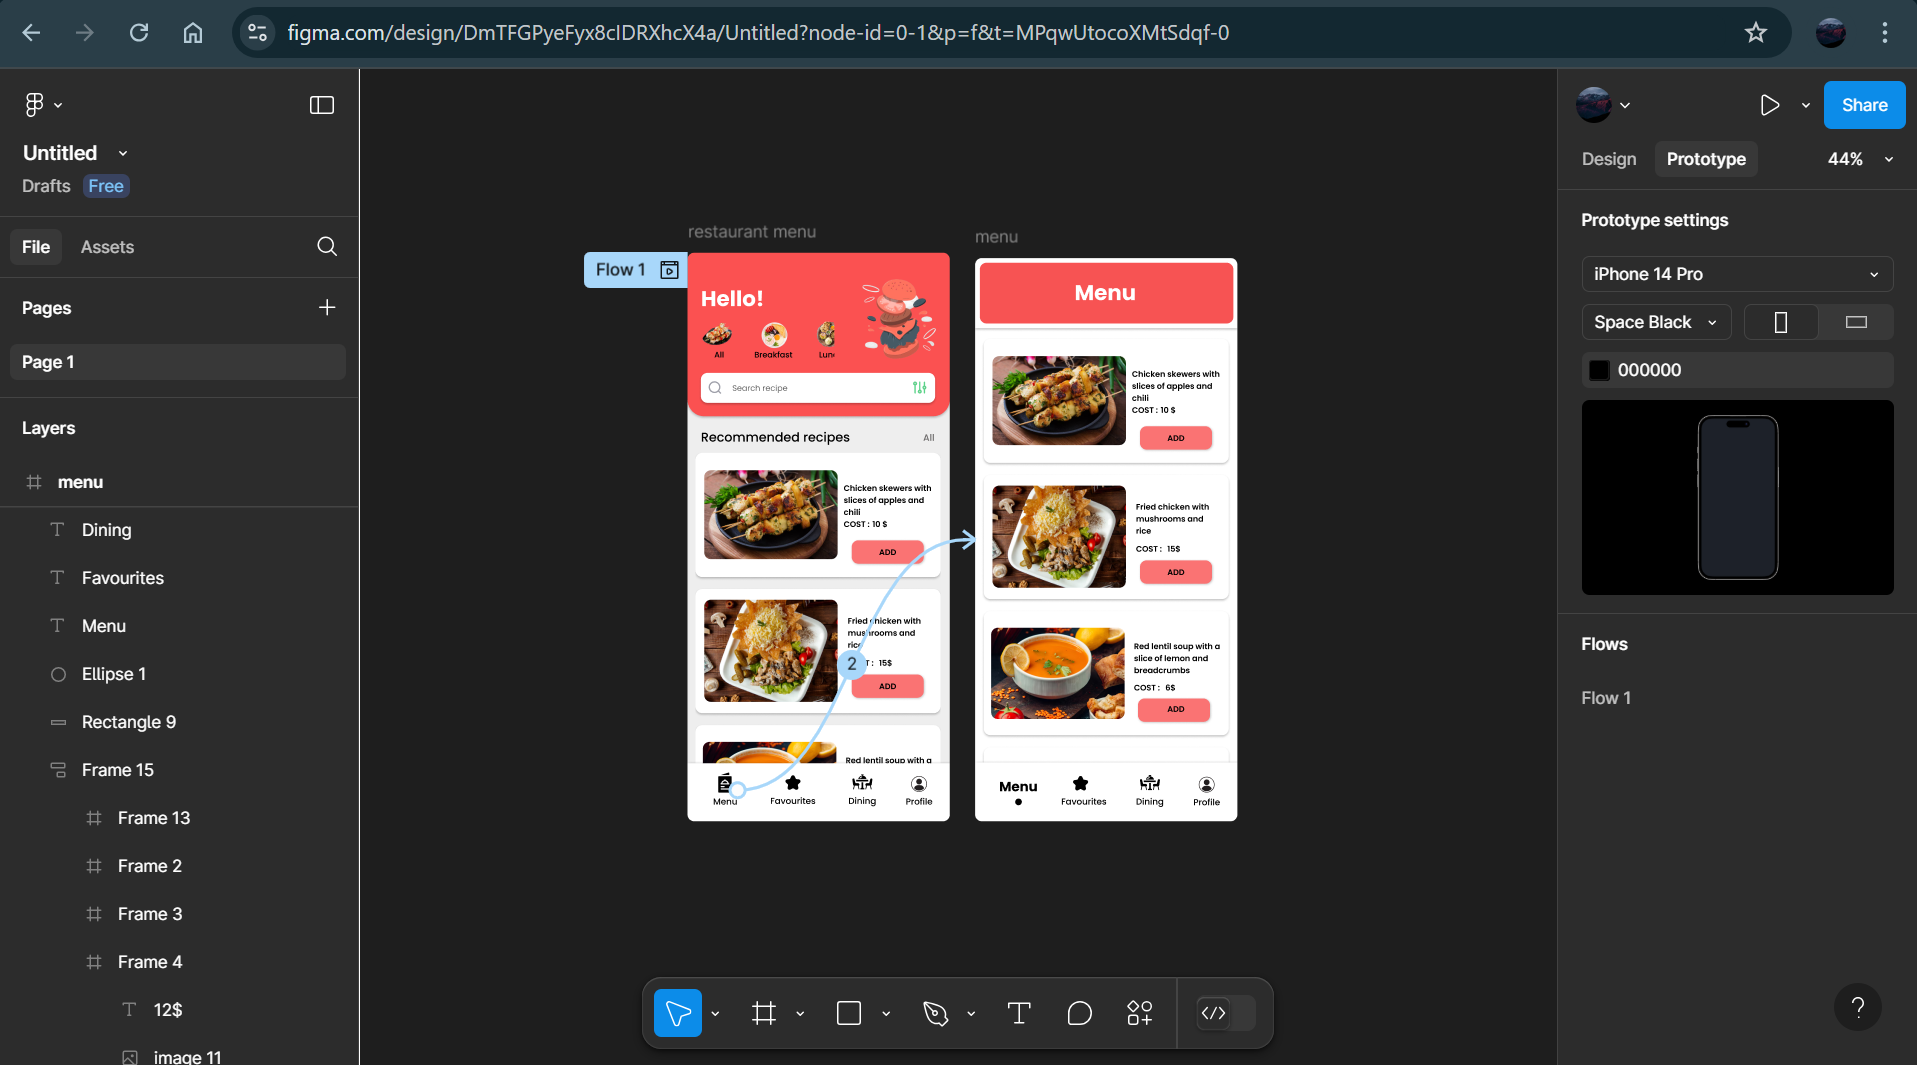 figma.com/design/DmTFGPyeFyx8cIDRXhcX4a/Untitled?node-id=0-1&p=f&t=MPqwUtocoXMtSdqf-0
Untitled
Drafts
Free
File
Assets
Pages
Page 1
Layers
menu
Dining
Favourites
Menu
Ellipse 1
Rectangle 9
Frame 15
Frame 13
Frame 2
Frame 3
Frame 4
12$
image 11
restaurant menu
Flow 1
Hello!
All
Breakfast
Lun
Search recipe
Recommended recipes
All
Chicken skewers with
slices of apples and
chili
COST : 10 $
ADD
Fried chicken with
mushrooms and
rice
2
T : 15$
ADD
Red lentil soup with a
Menu
Favourites
Dining
Profile
menu
Menu
Chicken skewers with
slices of apples and
chili
COST : 10 $
ADD
Fried chicken with
mushrooms and
rice
COST : 15$
ADD
Red lentil soup with a
slice of lemon and
breadcrumbs
COST : 6$
ADD
Menu
Favourites
Dining
Profile
Share
Design
Prototype
44%
Prototype settings
iPhone 14 Pro
Space Black
000000
Flows
Flow 1
?